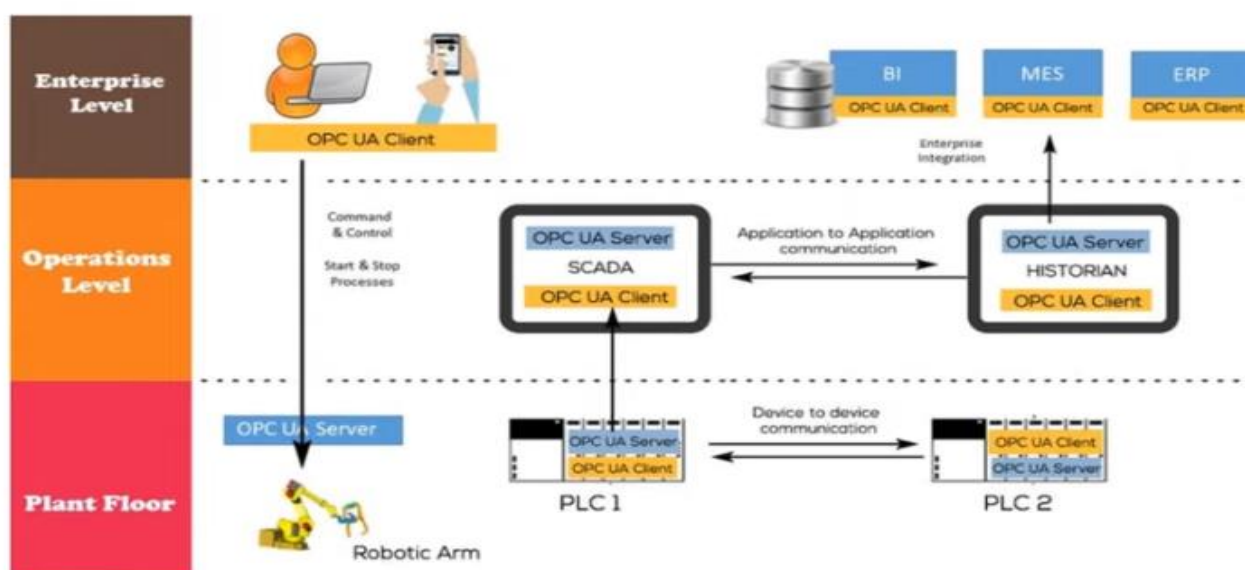 Enterprise
Level
OPC UA Client
BI
OPC UA Client
MES
OPC UA Client
ERP
OPC UA Client
Enterprise
Integration
Operations
Level
Command
& Control
Start & Stop
Processes
OPC UA Server
SCADA
OPC UA Client
Application to Application
communication
OPC UA Server
HISTORIAN
OPC UA Client
Plant Floor
OPC UA Server
Robotic Arm
OPC UA Server
OPC UA Client
PLC 1
Device to device
communication
OPC UA Client
OPC UA Server
PLC 2